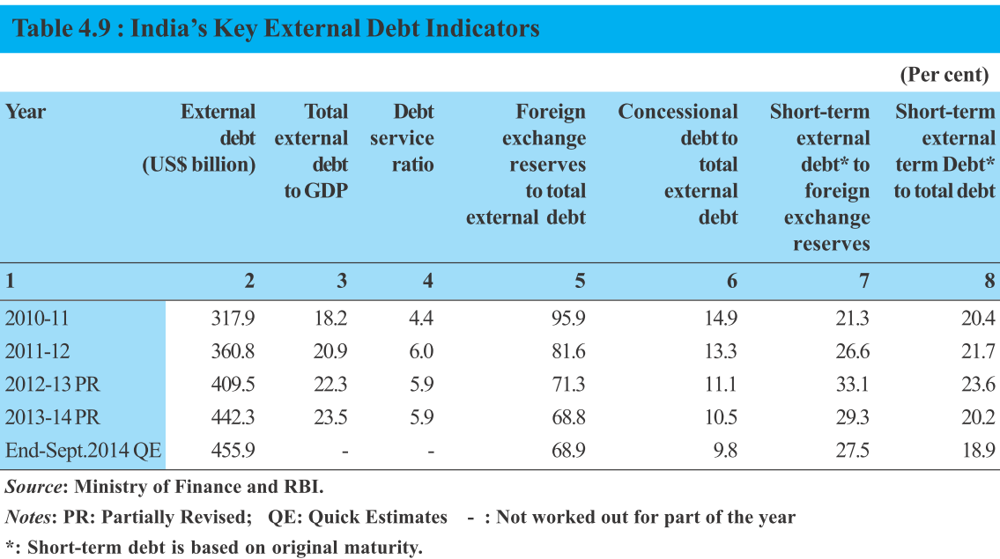 Table 4.9 : India’s Key External Debt Indicators
(Per cent)
Year External Total Debt Foreign Concessional Short-term Short-term
debt external service exchange debt to external external
(US$ billion) debt ratio reserves total debt* to term Debt*
to GDP to total external foreign to total debt
external debt debt exchange
reserves
1 2 3 4 5 6 7 8
2010-11 317.9 18.2 4.4 95.9 14.9 21.3 20.4
2011-12 360.8 20.9 6.0 81.6 13.3 26.6 21.7
2012-13 PR 409.5 22.3 5.9 71.3 11.1 33.1 23.6
2013-14 PR 442.3 23.5 5.9 68.8 10.5 29.3 20.2
End-Sept.2014 QE 455.9 - - 68.9 9.8 27.5 18.9
Source: Ministry of Finance and RBI.
Notes: PR: Partially Revised; QE: Quick Estimates - : Not worked out for part of the year
*: Short-term debt is based on original maturity.